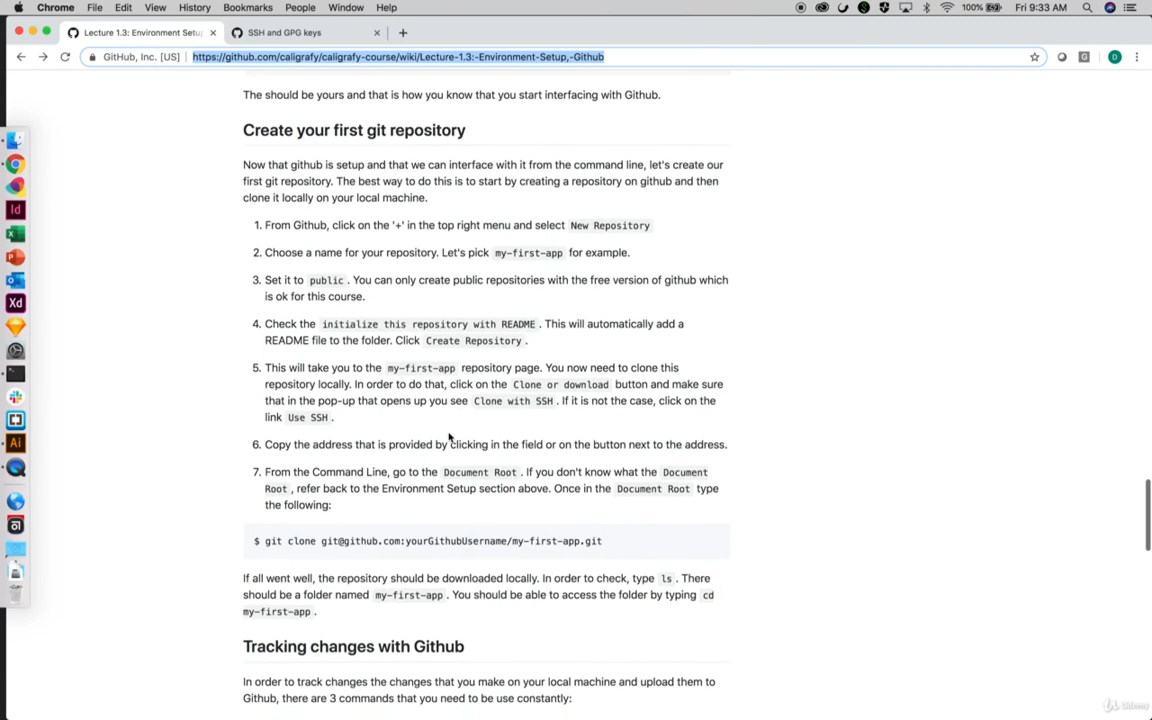 Chrome File Edit View History Bookmarks People Window Help 100% Fri 9:33 AM
Lecture 1.3: Environment Setu × SSH and GPG keys × +
GitHub, Inc. [US] https://github.com/caligrafy/caligrafy-course/wiki/Lecture-1.3:-Environment-Setup,-Github D
The should be yours and that is how you know that you start interfacing with Github.
Create your first git repository
Now that github is setup and that we can interface with it from the command line, let's create our
first git repository. The best way to do this is to start by creating a repository on github and then
clone it locally on your local machine.
1. From Github, click on the '+' in the top right menu and select New Repository
2. Choose a name for your repository. Let's pick my-first-app for example.
3. Set it to public. You can only create public repositories with the free version of github which
is ok for this course.
4. Check the initialize this repository with README. This will automatically add a
README file to the folder. Click Create Repository.
5. This will take you to the my-first-app repository page. You now need to clone this
repository locally. In order to do that, click on the Clone or download button and make sure
that in the pop-up that opens up you see Clone with SSH. If it is not the case, click on the
link Use SSH.
6. Copy the address that is provided by clicking in the field or on the button next to the address.
7. From the Command Line, go to the Document Root. If you don't know what the Document
Root, refer back to the Environment Setup section above. Once in the Document Root type
the following:
$ git clone git@github.com:yourGithubUsername/my-first-app.git
If all went well, the repository should be downloaded locally. In order to check, type ls. There
should be a folder named my-first-app. You should be able to access the folder by typing cd
my-first-app.
Tracking changes with Github
In order to track changes the changes that you make on your local machine and upload them to
Github, there are 3 commands that you need to be use constantly:
Id
Xd
Ai
Udemy